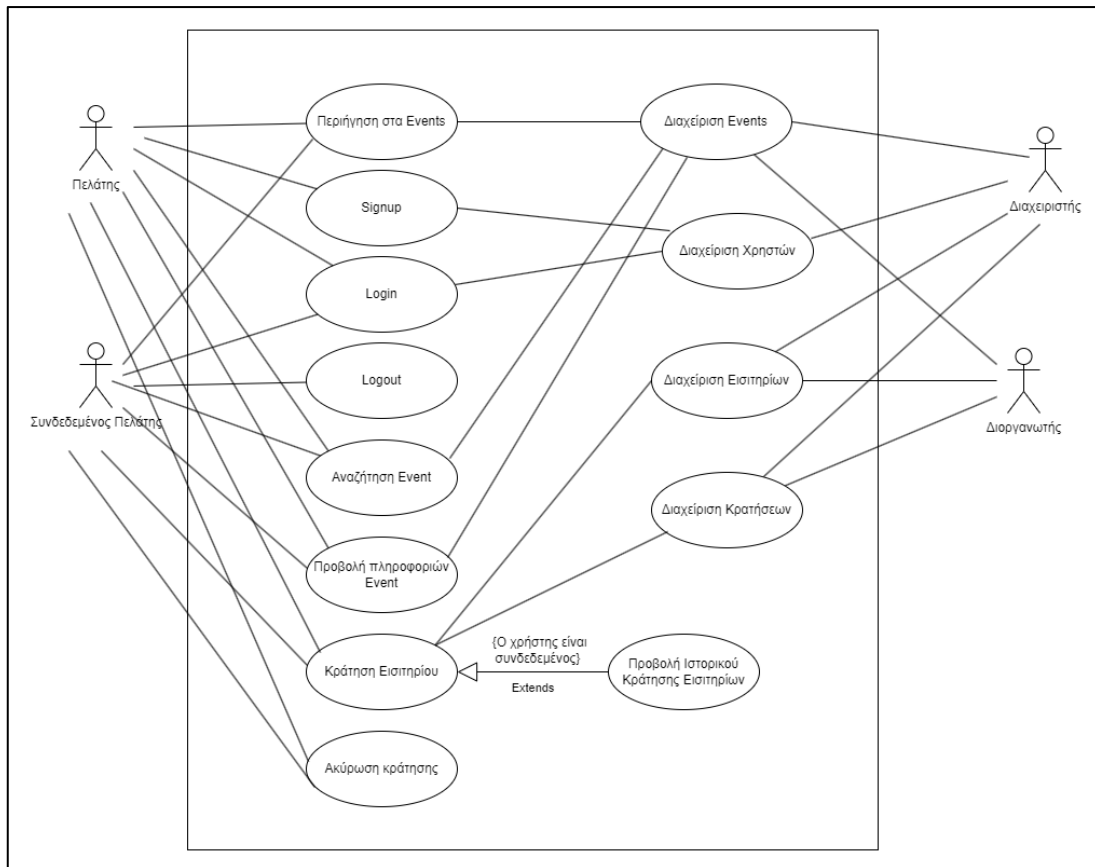 Πελάτης
Συνδεδεμένος Πελάτης
Περιήγηση στα Events
Signup
Login
Logout
Αναζήτηση Event
Προβολή πληροφοριών
Event
Κράτηση Εισιτηρίου
Ακύρωση κράτησης
{Ο χρήστης είναι
συνδεδεμένος}
Extends
Προβολή Ιστορικού
Κράτησης Εισιτηρίων
Διαχείριση Events
Διαχείριση Χρηστών
Διαχείριση Εισιτηρίων
Διαχείριση Κρατήσεων
Διαχειριστής
Διοργανωτής